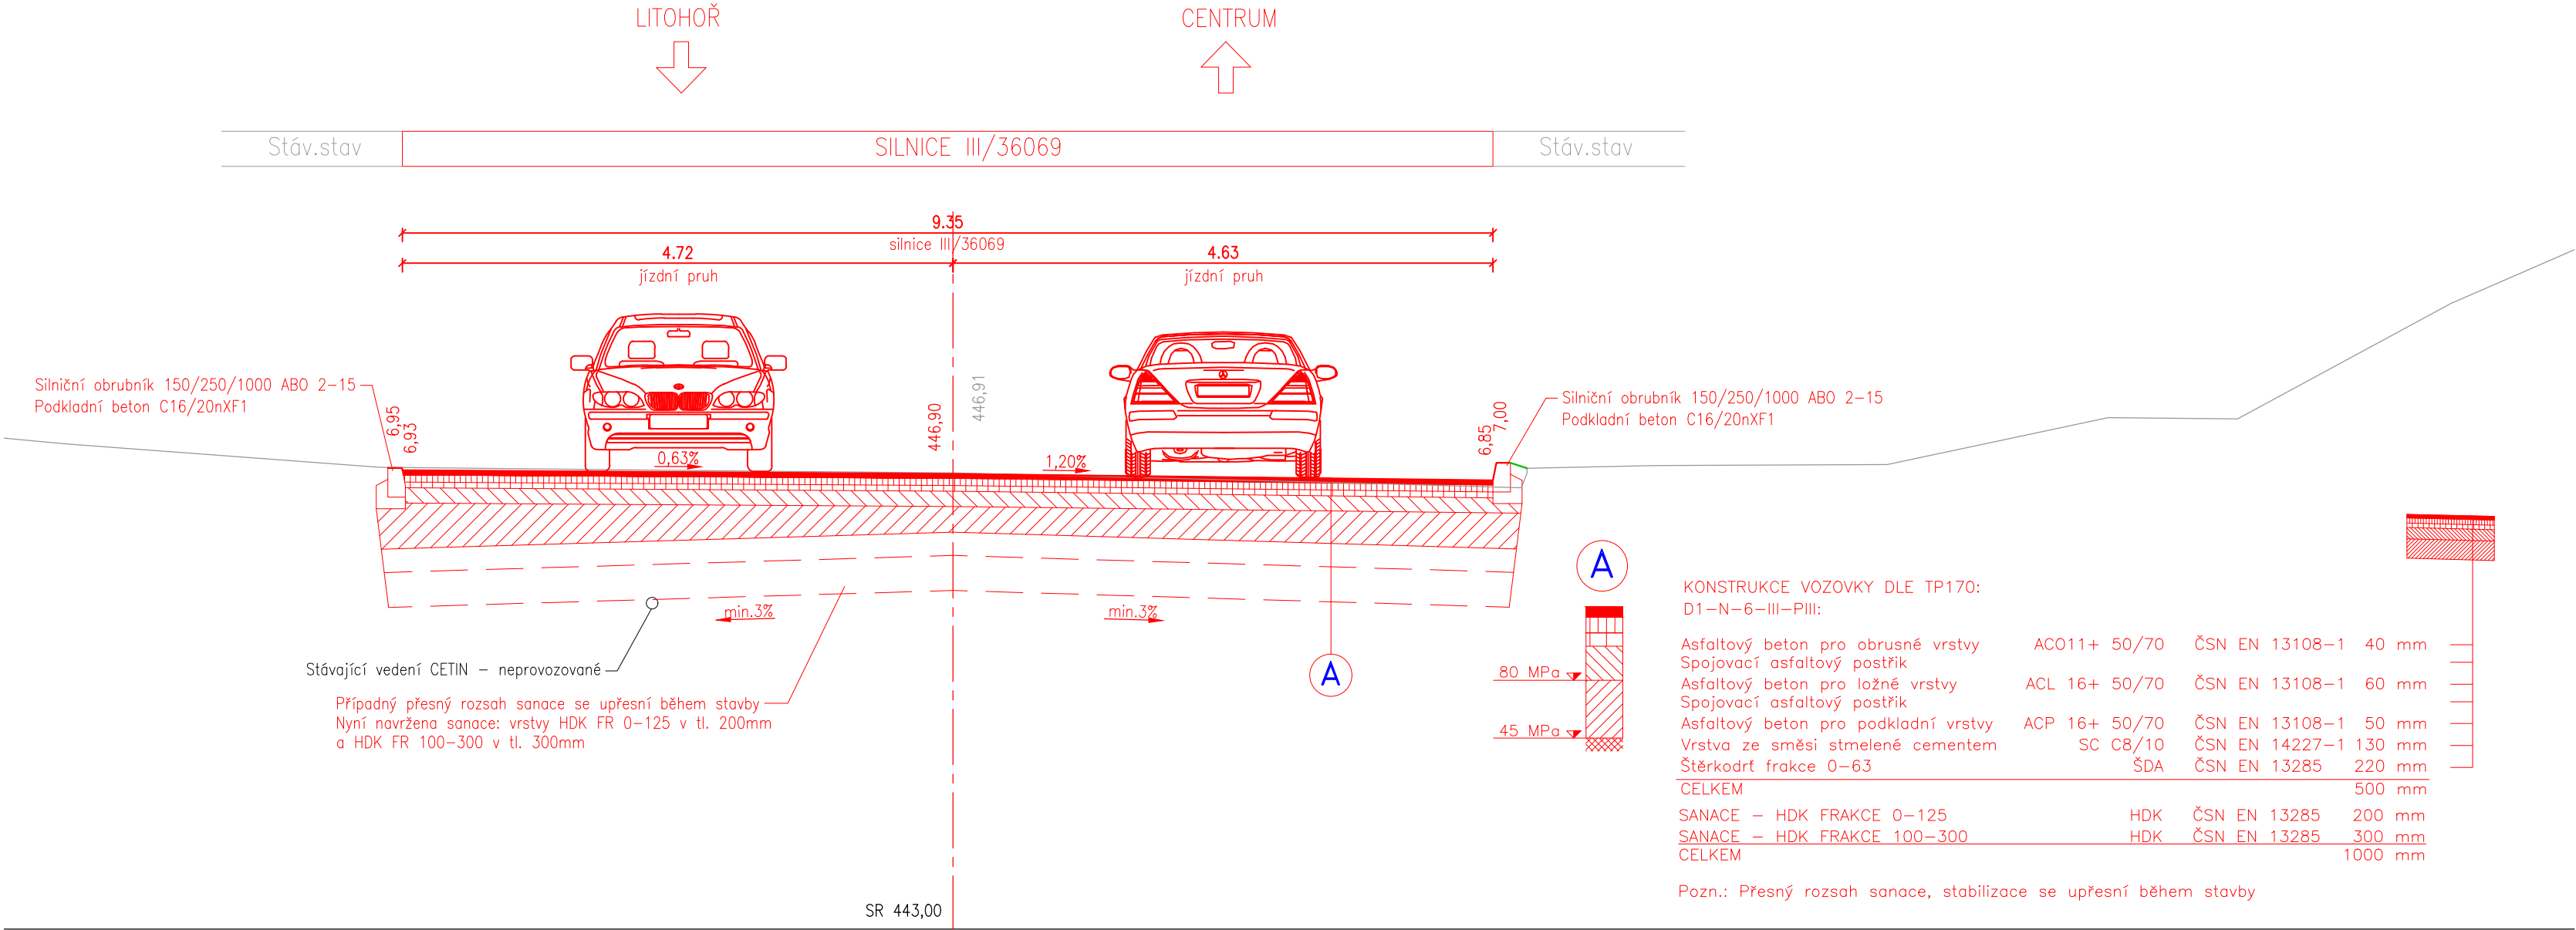 LITOHOŘ
CENTRUM
Stáv.stav
SILNICE III/36069
Stáv.stav
9.35
silnice III/36069
4.72
4.63
jízdní pruh
jízdní pruh
Silniční obrubník 150/250/1000 ABO 2-15
Podkladní beton C16/20nXF1
6,95
6,93
446,90
446,91
Silniční obrubník 150/250/1000 ABO 2-15
Podkladní beton C16/20nXF1
6,85
7,00
0,63%
1,20%
min.3%
min.3%
Stávající vedení CETIN - neprovozované
Případný přesný rozsah sanace se upřesní během stavby
Nyní navržena sanace: vrstvy HDK FR 0-125 v tl. 200mm
a HDK FR 100-300 v tl. 300mm
A
A
80 MPa
45 MPa
SR 443,00
KONSTRUKCE VOZOVKY DLE TP170:
D1-N-6-III-PIII:
Asfaltový beton pro obrusné vrstvy ACO11+ 50/70 ČSN EN 13108-1 40 mm
Spojovací asfaltový postřik
Asfaltový beton pro ložné vrstvy ACL 16+ 50/70 ČSN EN 13108-1 60 mm
Spojovací asfaltový postřik
Asfaltový beton pro podkladní vrstvy ACP 16+ 50/70 ČSN EN 13108-1 50 mm
Vrstva ze směsi stmelené cementem SC C8/10 ČSN EN 14227-1 130 mm
Štěrkodrť frakce 0-63 ŠDA ČSN EN 13285 220 mm
CELKEM 500 mm
SANACE - HDK FRAKCE 0-125 HDK ČSN EN 13285 200 mm
SANACE - HDK FRAKCE 100-300 HDK ČSN EN 13285 300 mm
CELKEM 1000 mm
Pozn.: Přesný rozsah sanace, stabilizace se upřesní během stavby